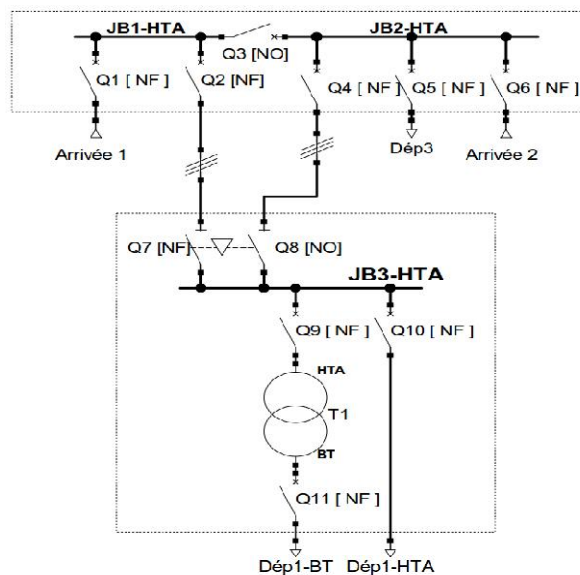 JB1-HTA
JB2-HTA
Q3 [NO]
Q1 [ NF ]
Q2 [NF]
Q4 [ NF ]
Q5 [ NF ]
Q6 [ NF ]
Arrivée 1
Dép3
Arrivée 2
Q7 [NF]
Q8 [NO]
JB3-HTA
Q9 [ NF ]
Q10 [ NF ]
HTA
T1
BT
Q11 [ NF ]
Dép1-BT
Dép1-HTA